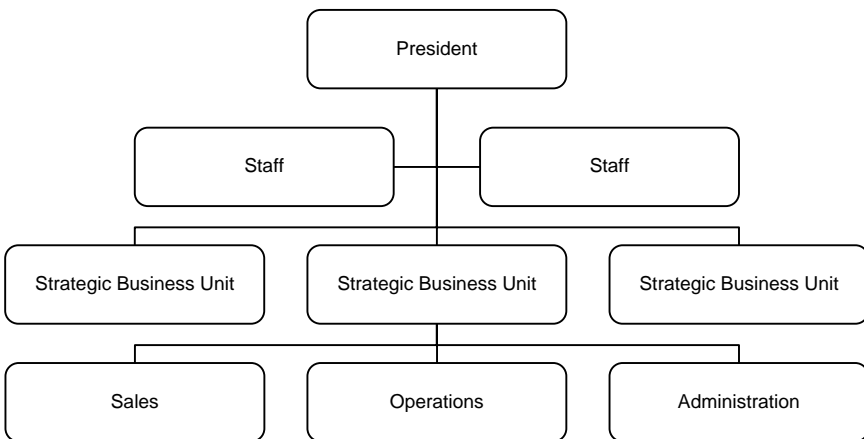 President
Staff
Staff
Strategic Business Unit
Strategic Business Unit
Strategic Business Unit
Sales
Operations
Administration